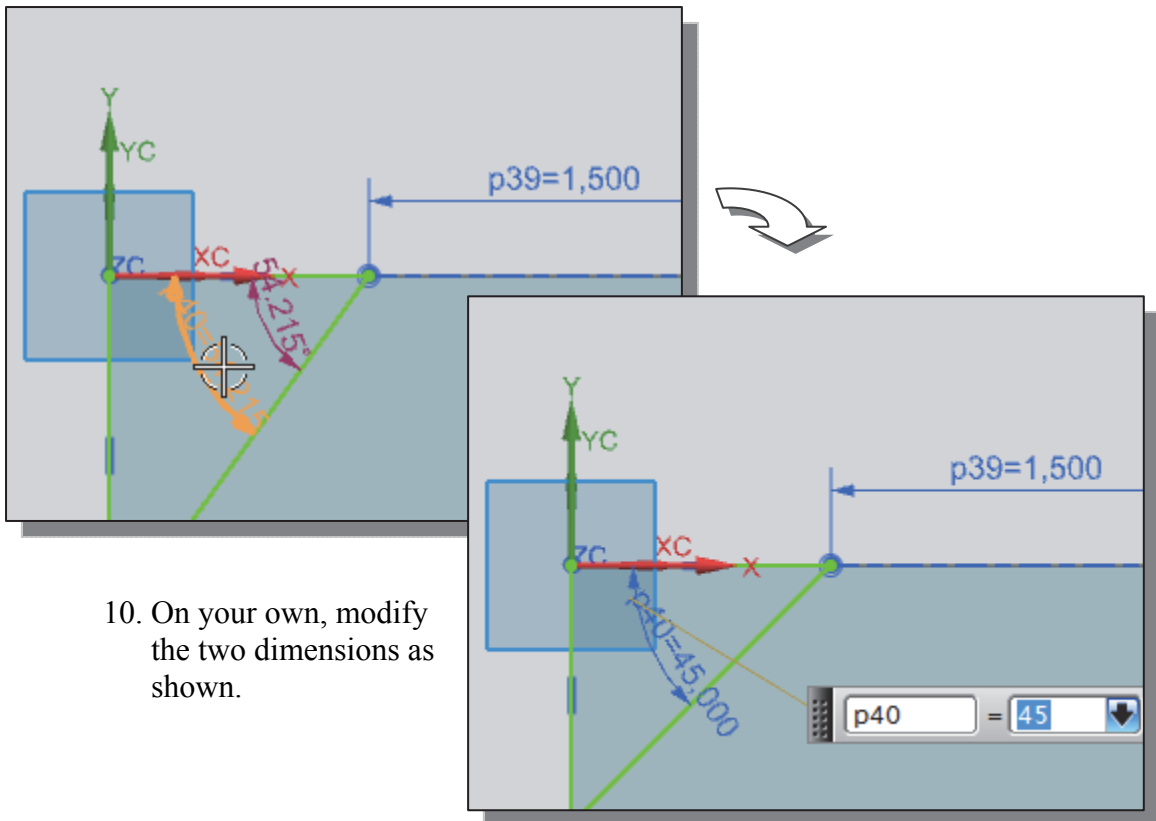 Y
YC
p39=1,500
ZC
XC
X
54,215°
Y
YC
p39=1,500
ZC
XC
X
p40=45,000
p40 = 45
10. On your own, modify
the two dimensions as
shown.